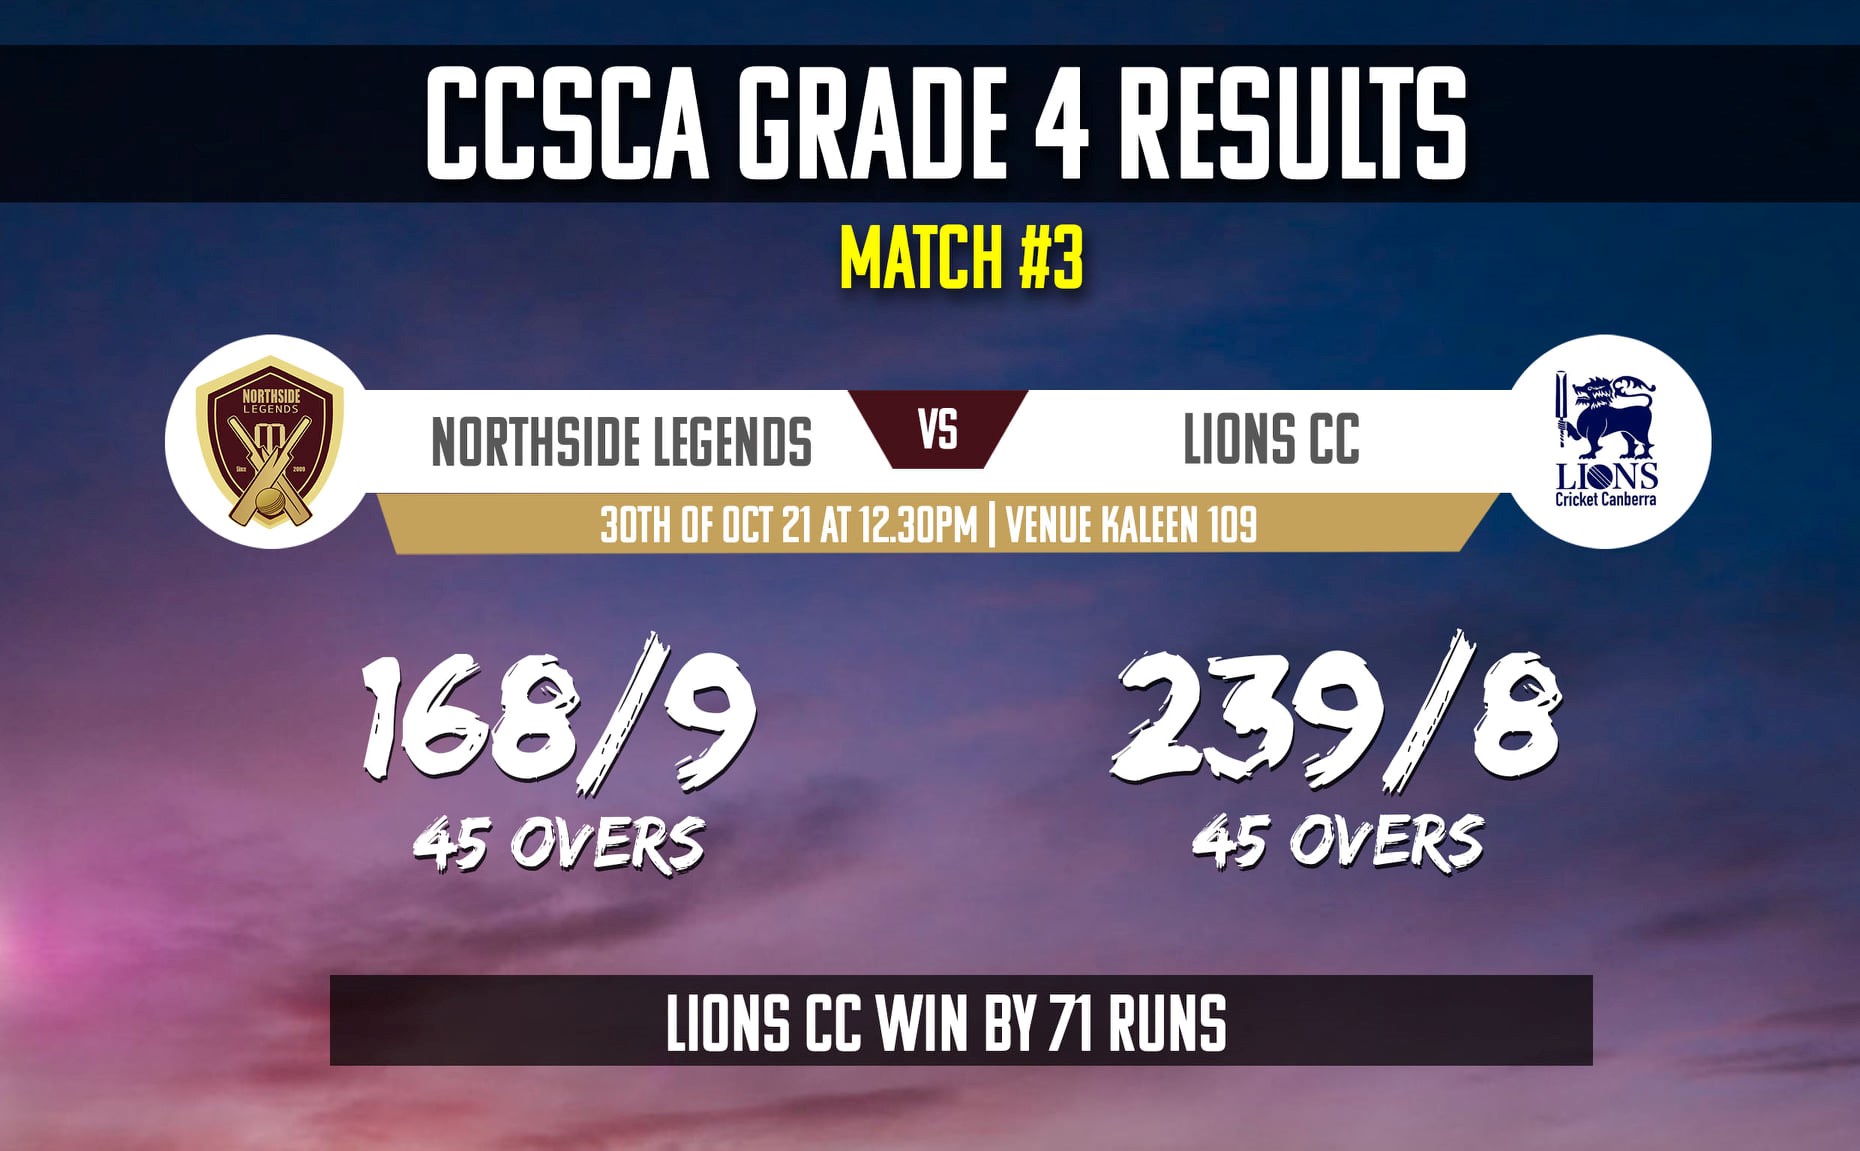 CCSCA GRADE 4 RESULTS
MATCH #3
NORTHSIDE
LEGENDS
Since 2009
NORTHSIDE LEGENDS
VS
LIONS CC
LIONS
Cricket Canberra
30TH OF OCT 21 AT 12.30PM | VENUE KALEEN 109
168/9
45 OVERS
239/8
45 OVERS
LIONS CC WIN BY 71 RUNS